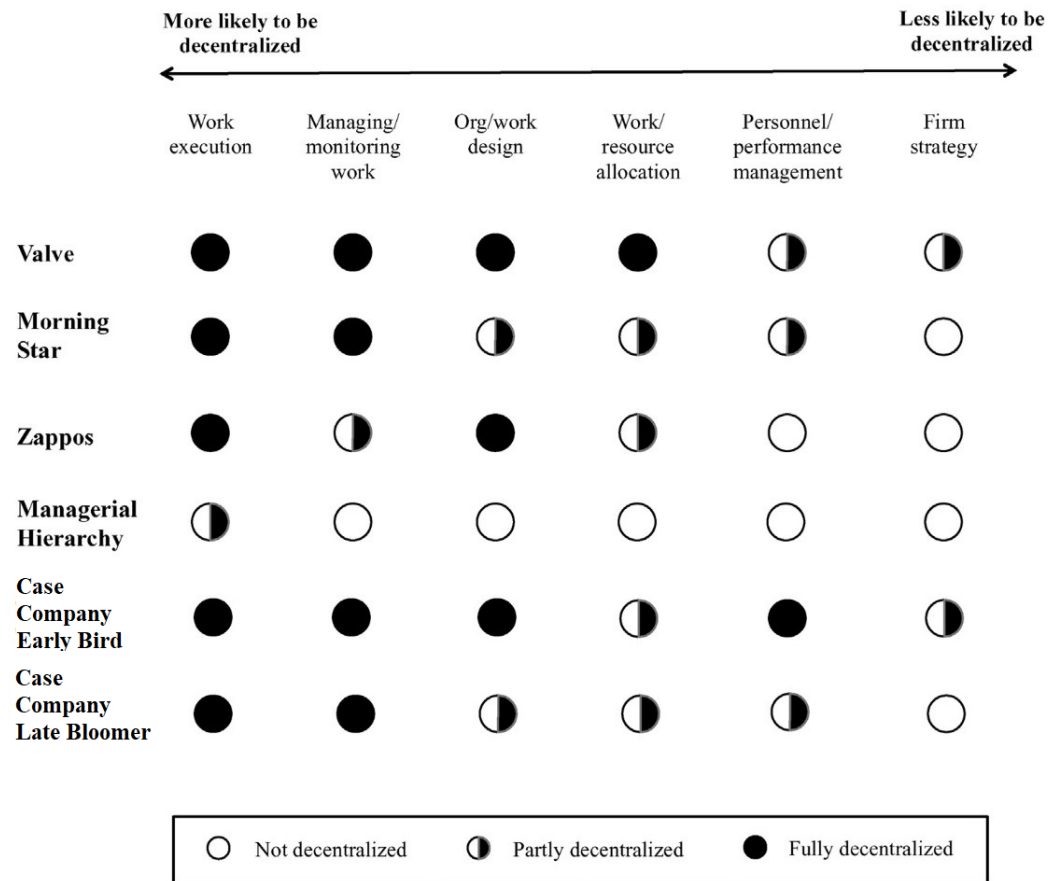 More likely to be
decentralized
Less likely to be
decentralized
Work
execution
Managing/
monitoring
work
Org/work
design
Work/
resource
allocation
Personnel/
performance
management
Firm
strategy
Valve
Morning
Star
Zappos
Managerial
Hierarchy
Case
Company
Early Bird
Case
Company
Late Bloomer
Not decentralized
Partly decentralized
Fully decentralized